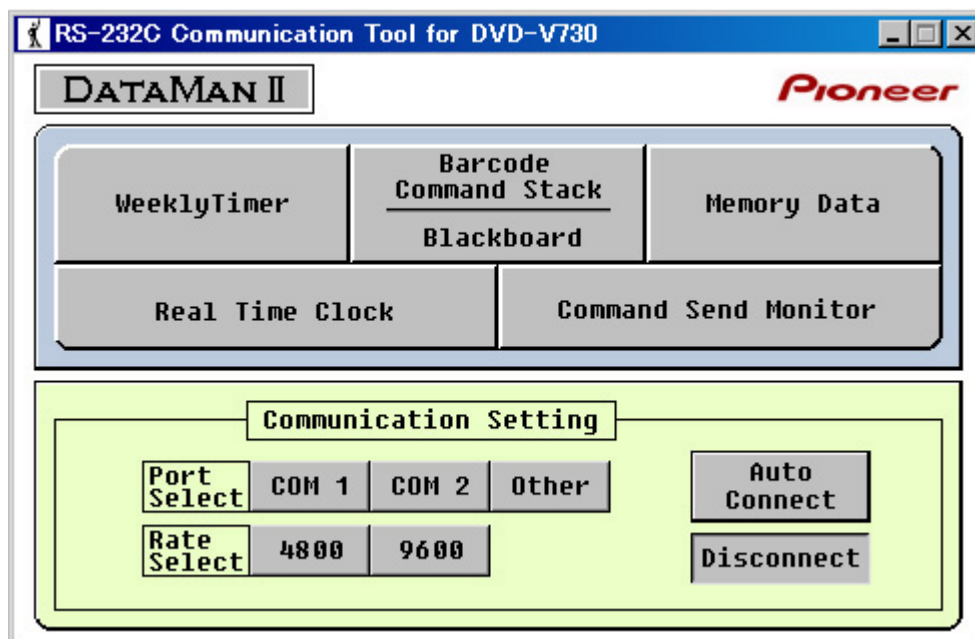 RS-232C Communication Tool for DVD-V730
DATAMAN II
Pioneer
WeeklyTimer
Barcode
Command Stack
Blackboard
Memory Data
Real Time Clock
Command Send Monitor
Communication Setting
Port
Select
COM 1
COM 2
Other
Auto
Connect
Rate
Select
4800
9600
Disconnect